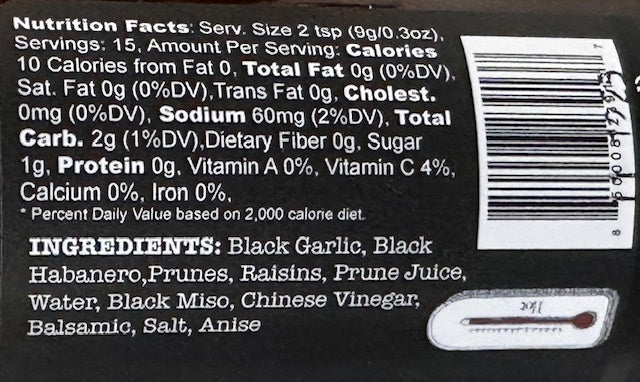 Nutrition Facts: Serv. Size 2 tsp (9g/0.3oz),
Servings: 15, Amount Per Serving: Calories
10 Calories from Fat 0, Total Fat 0g (0%DV),
Sat. Fat 0g (0%DV),Trans Fat 0g, Cholest.
0mg (0%DV), Sodium 60mg (2%DV), Total
Carb. 2g (1%DV),Dietary Fiber 0g, Sugar
1g, Protein 0g, Vitamin A 0%, Vitamin C 4%,
Calcium 0%, Iron 0%,
* Percent Daily Value based on 2,000 calorie diet.
INGREDIENTS: Black Garlic, Black
Habanero,Prunes, Raisins, Prune Juice,
Water, Black Miso, Chinese Vinegar,
Balsamic, Salt, Anise